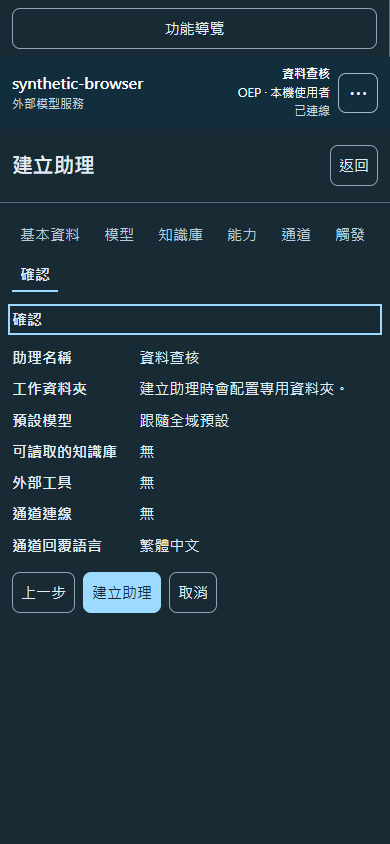 功能導覽
synthetic-browser
外部模型服務
資料查核
OEP · 本機使用者
已連線
···
建立助理
返回
基本資料 模型 知識庫 能力 通道 觸發
確認
確認
助理名稱 資料查核
工作資料夾 建立助理時會配置專用資料夾。
預設模型 跟隨全域預設
可讀取的知識庫 無
外部工具 無
通道連線 無
通道回覆語言 繁體中文
上一步 建立助理 取消